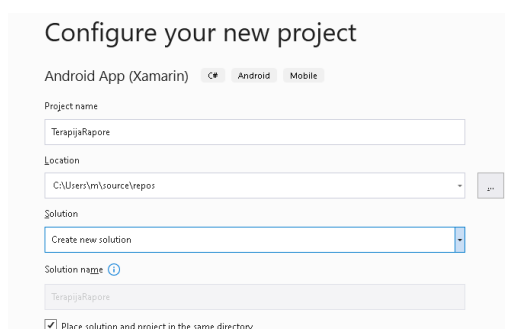 Configure your new project
Android App (Xamarin) C# Android Mobile
Project name
TerapijaRapore
Location
C:\Users\m\source\repos
...
Solution
Create new solution
Solution name
TerapijaRapore
Place solution and project in the same directory